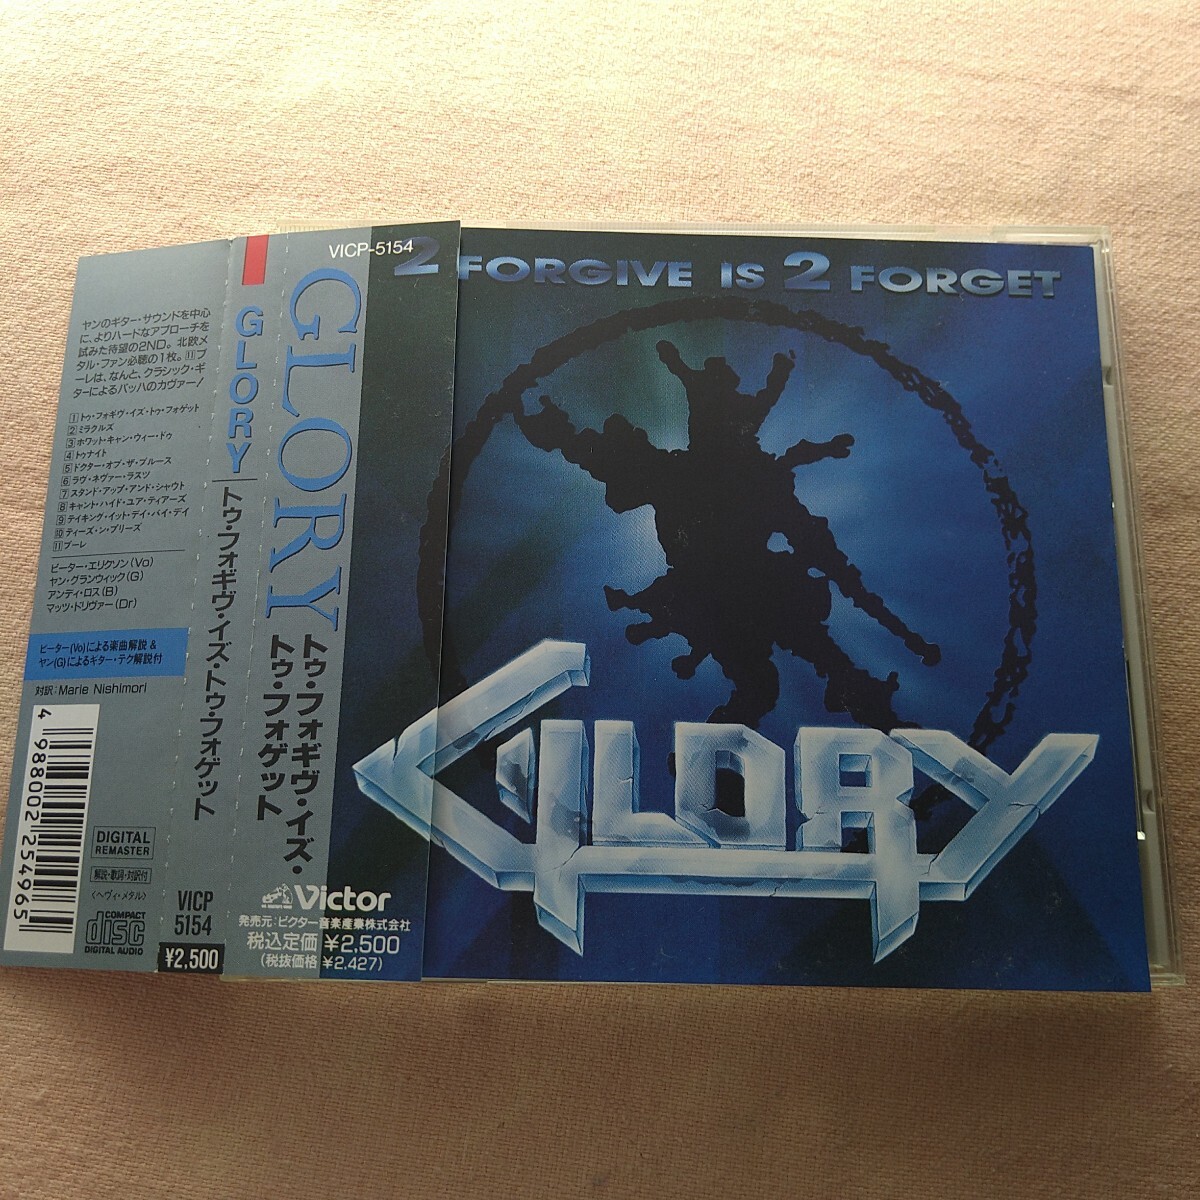 ヤンのギター・サウンドを中心
に、よりハードなアプローチを
試みた待望の2ND。北欧メ
タル・ファン必聴の1枚。⑪ブ
ーレは、なんと、クラシック・ギ
ターによるバッハのカヴァー!
1 トゥ・フォギヴ・イズ・トゥ・フォゲット
2 ミラクルズ
3 ホワット・キャン・ウィー・ドゥ
4 トゥナイト
5 ドクター・オブ・ザ・ブルース
6 ラヴ・ネヴァー・ラスツ
7 スタンド・アップ・アンド・シャウト
8 キャント・ハイド・ユア・ティアーズ
9 テイキング・イット・デイ・バイ・デイ
10 ティーズ・ン・プリーズ
11 ブーレ
ピーター・エリクソン(Vo)
ヤン・グランウィック(G)
アンディ・ロス(B)
マッツ・ドリヴァー(Dr)
ピーター(Vo)による楽曲解説&
ヤン(G)によるギター・テク解説付
対訳:Marie Nishimori
4 988002 254965
DIGITAL
REMASTER
解説・歌詞・対訳付
〈ヘヴィ・メタル〉
COMPACT
disc
DIGITAL AUDIO
GLORY
トゥ・フォギヴ・イズ・トゥ・フォゲット
VICP
5154
¥2,500
VICP-5154
GLORY
トゥ・フォギヴ・イズ・
トゥ・フォゲット
Victor
発売元:ビクター音楽産業株式会社
税込定価 ¥2,500
(税抜価格 ¥2,427)
2 FORGIVE IS 2 FORGET
GLORY